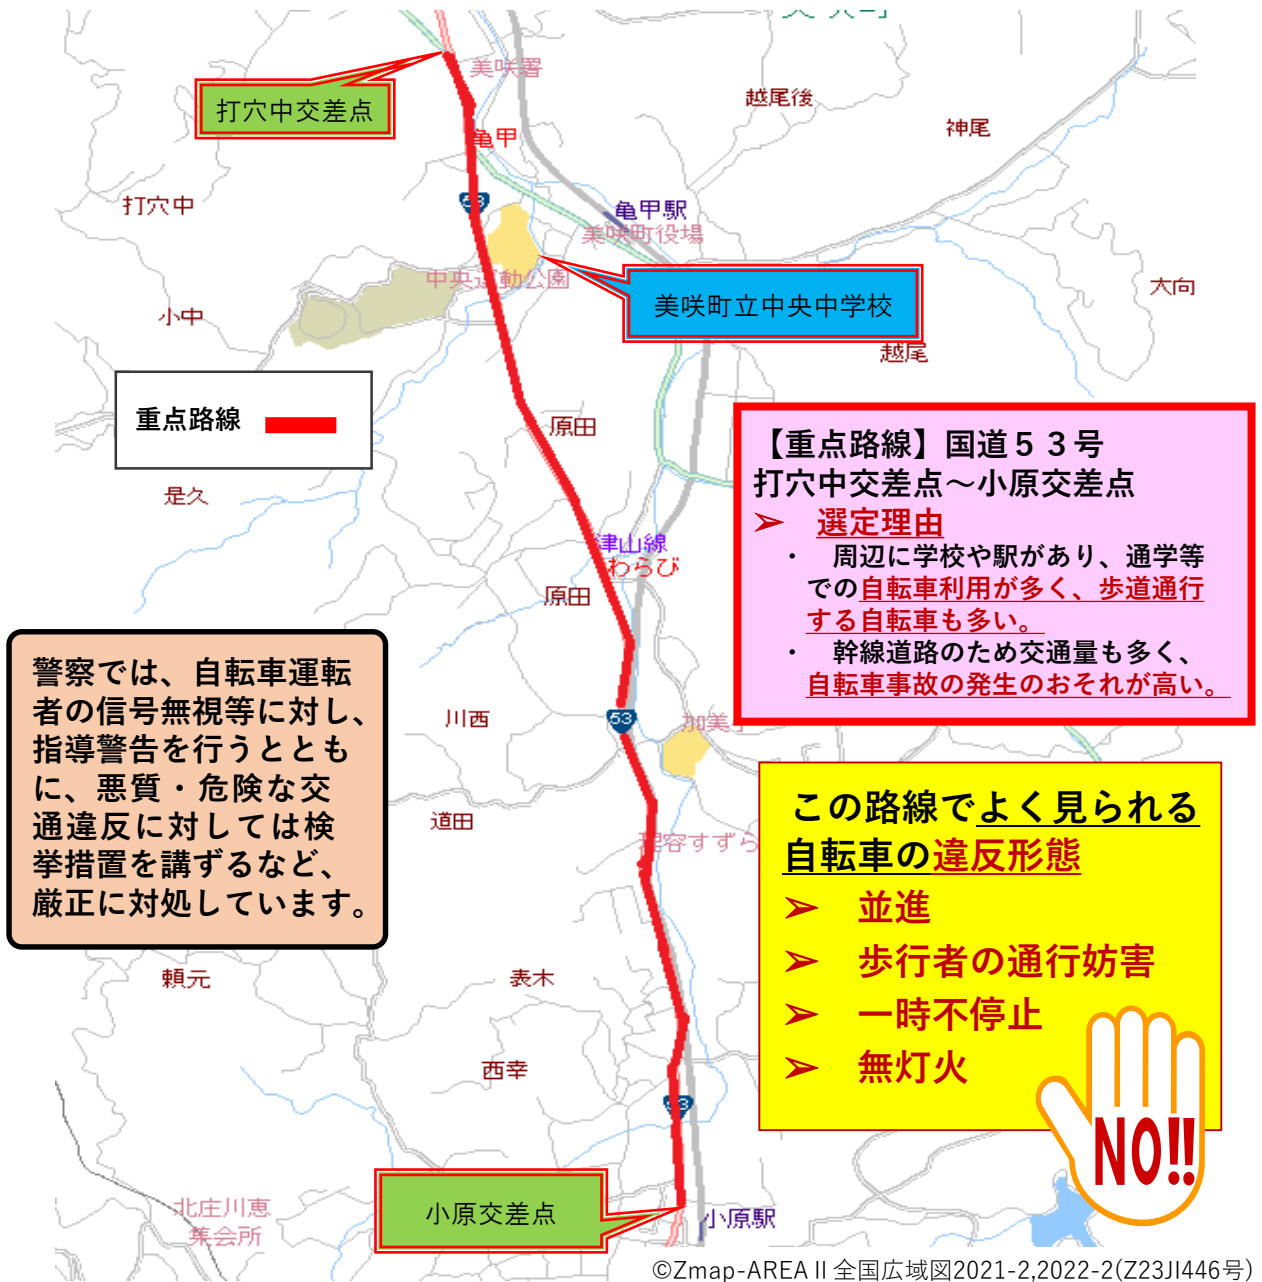 美咲署
打穴中交差点
越尾後
神尾
亀甲
打穴中
53
亀甲駅
美咲町役場
中央運動公園
大向
美咲町立中央中学校
小中
越尾
重点路線
原田
是久
【重点路線】国道５３号
打穴中交差点～小原交差点
➢ 選定理由
・ 周辺に学校や駅があり、通学等
での自転車利用が多く、歩道通行
する自転車も多い。
・ 幹線道路のため交通量も多く、
自転車事故の発生のおそれが高い。
津山線
わらび
原田
警察では、自転車運転
者の信号無視等に対し、
指導警告を行うととも
に、悪質・危険な交
通違反に対しては検
挙措置を講ずるなど、
厳正に対処しています。
川西
53
道田
この路線でよく見られる
自転車の違反形態
➢ 並進
➢ 歩行者の通行妨害
➢ 一時不停止
➢ 無灯火
NO!!
頼元
表木
西幸
53
小原交差点
北庄川恵
集会所
小原駅
©Zmap-AREAⅡ全国広域図2021-2,2022-2(Z23JI446号)